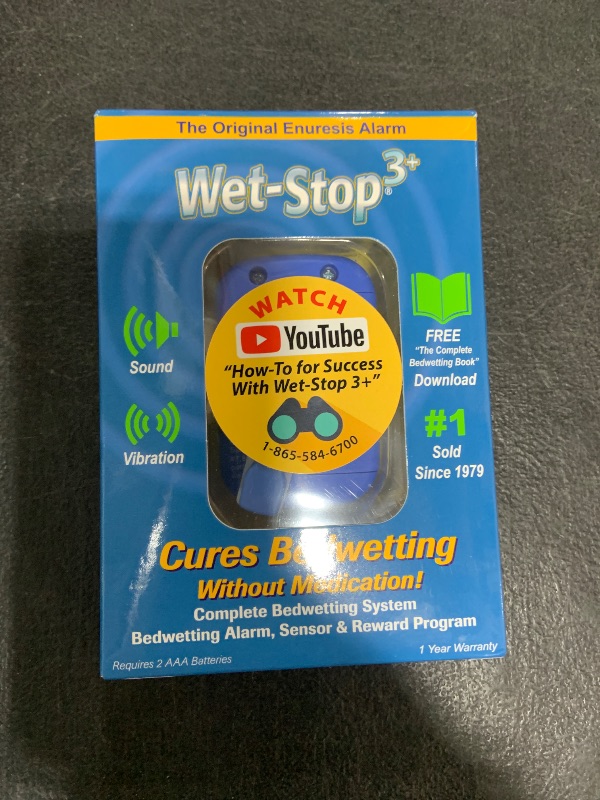 The Original Enuresis Alarm
Wet-Stop®3+
WATCH
YouTube
"How-To for Success
With Wet-Stop 3+"
1-865-584-6700
Sound
Vibration
FREE
"The Complete
Bedwetting Book"
Download
#1
Sold
Since 1979
Cures Bedwetting
Without Medication!
Complete Bedwetting System
Bedwetting Alarm, Sensor & Reward Program
Requires 2 AAA Batteries
1 Year Warranty